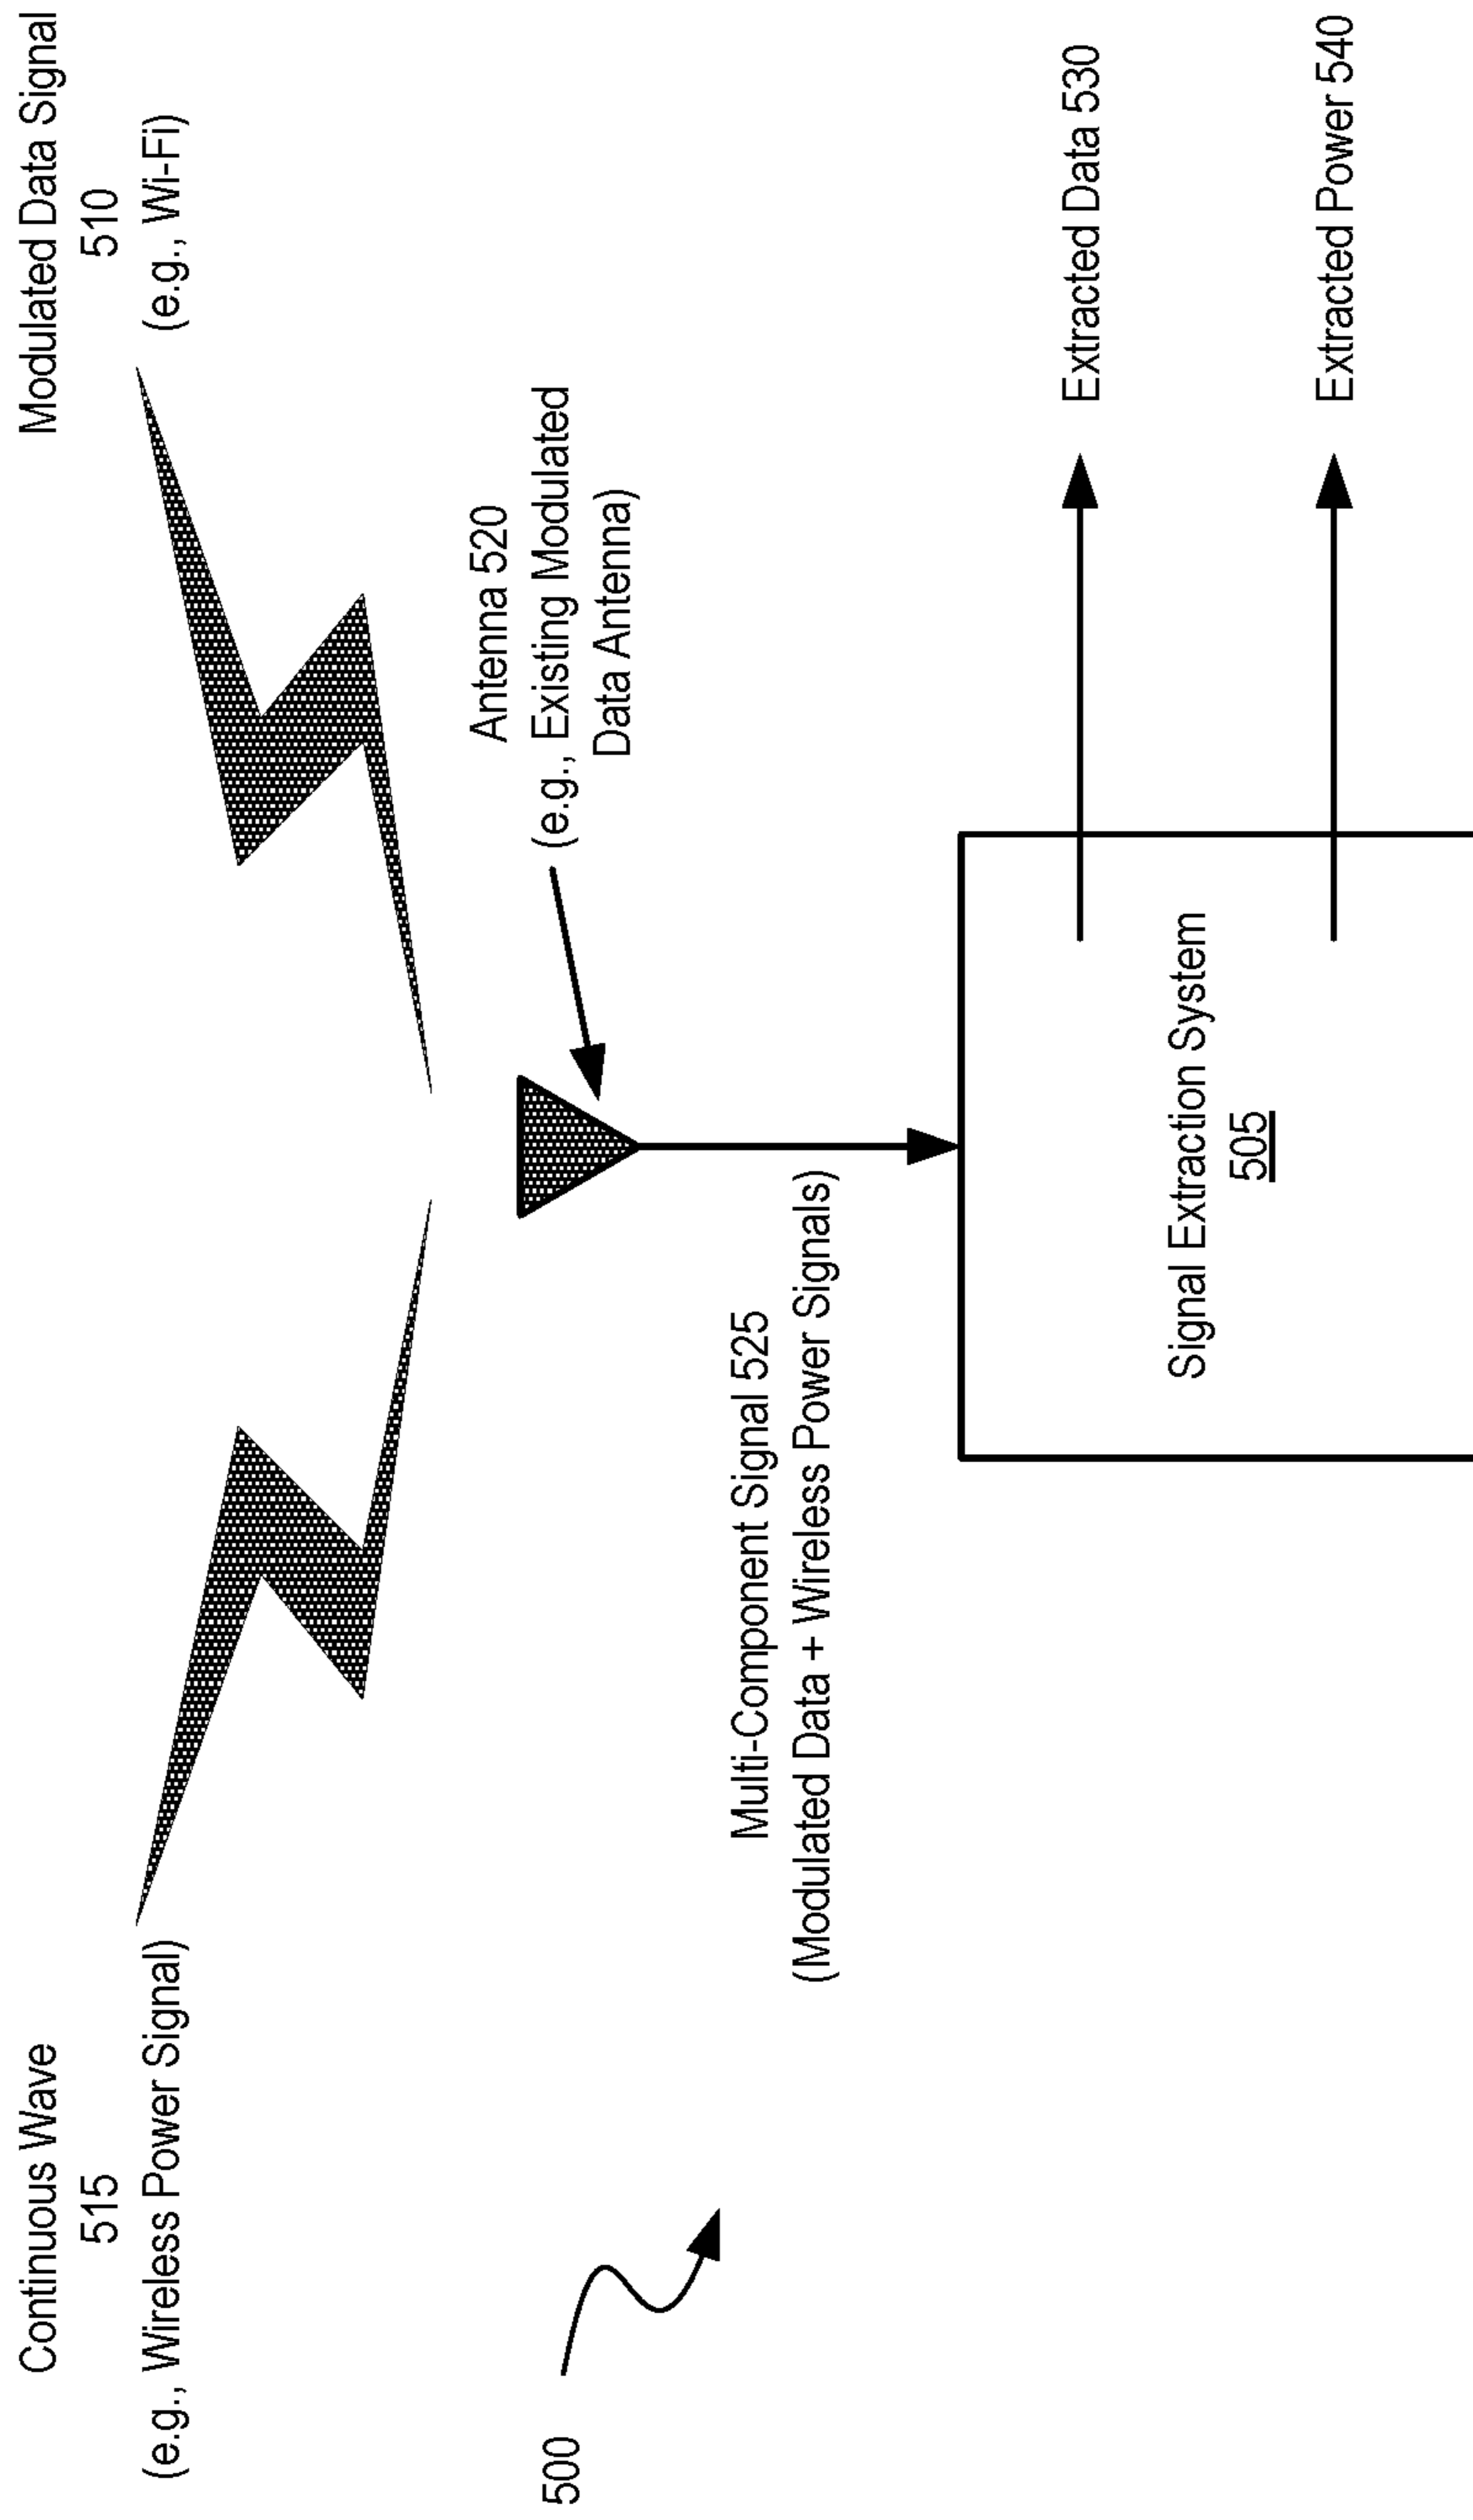 Continuous Wave
515
(e.g., Wireless Power Signal)
Modulated Data Signal
510
(e.g., Wi-Fi)
Antenna 520
(e.g., Existing Modulated
Data Antenna)
500
Multi-Component Signal 525
(Modulated Data + Wireless Power Signals)
Signal Extraction System
505
Extracted Data 530
Extracted Power 540